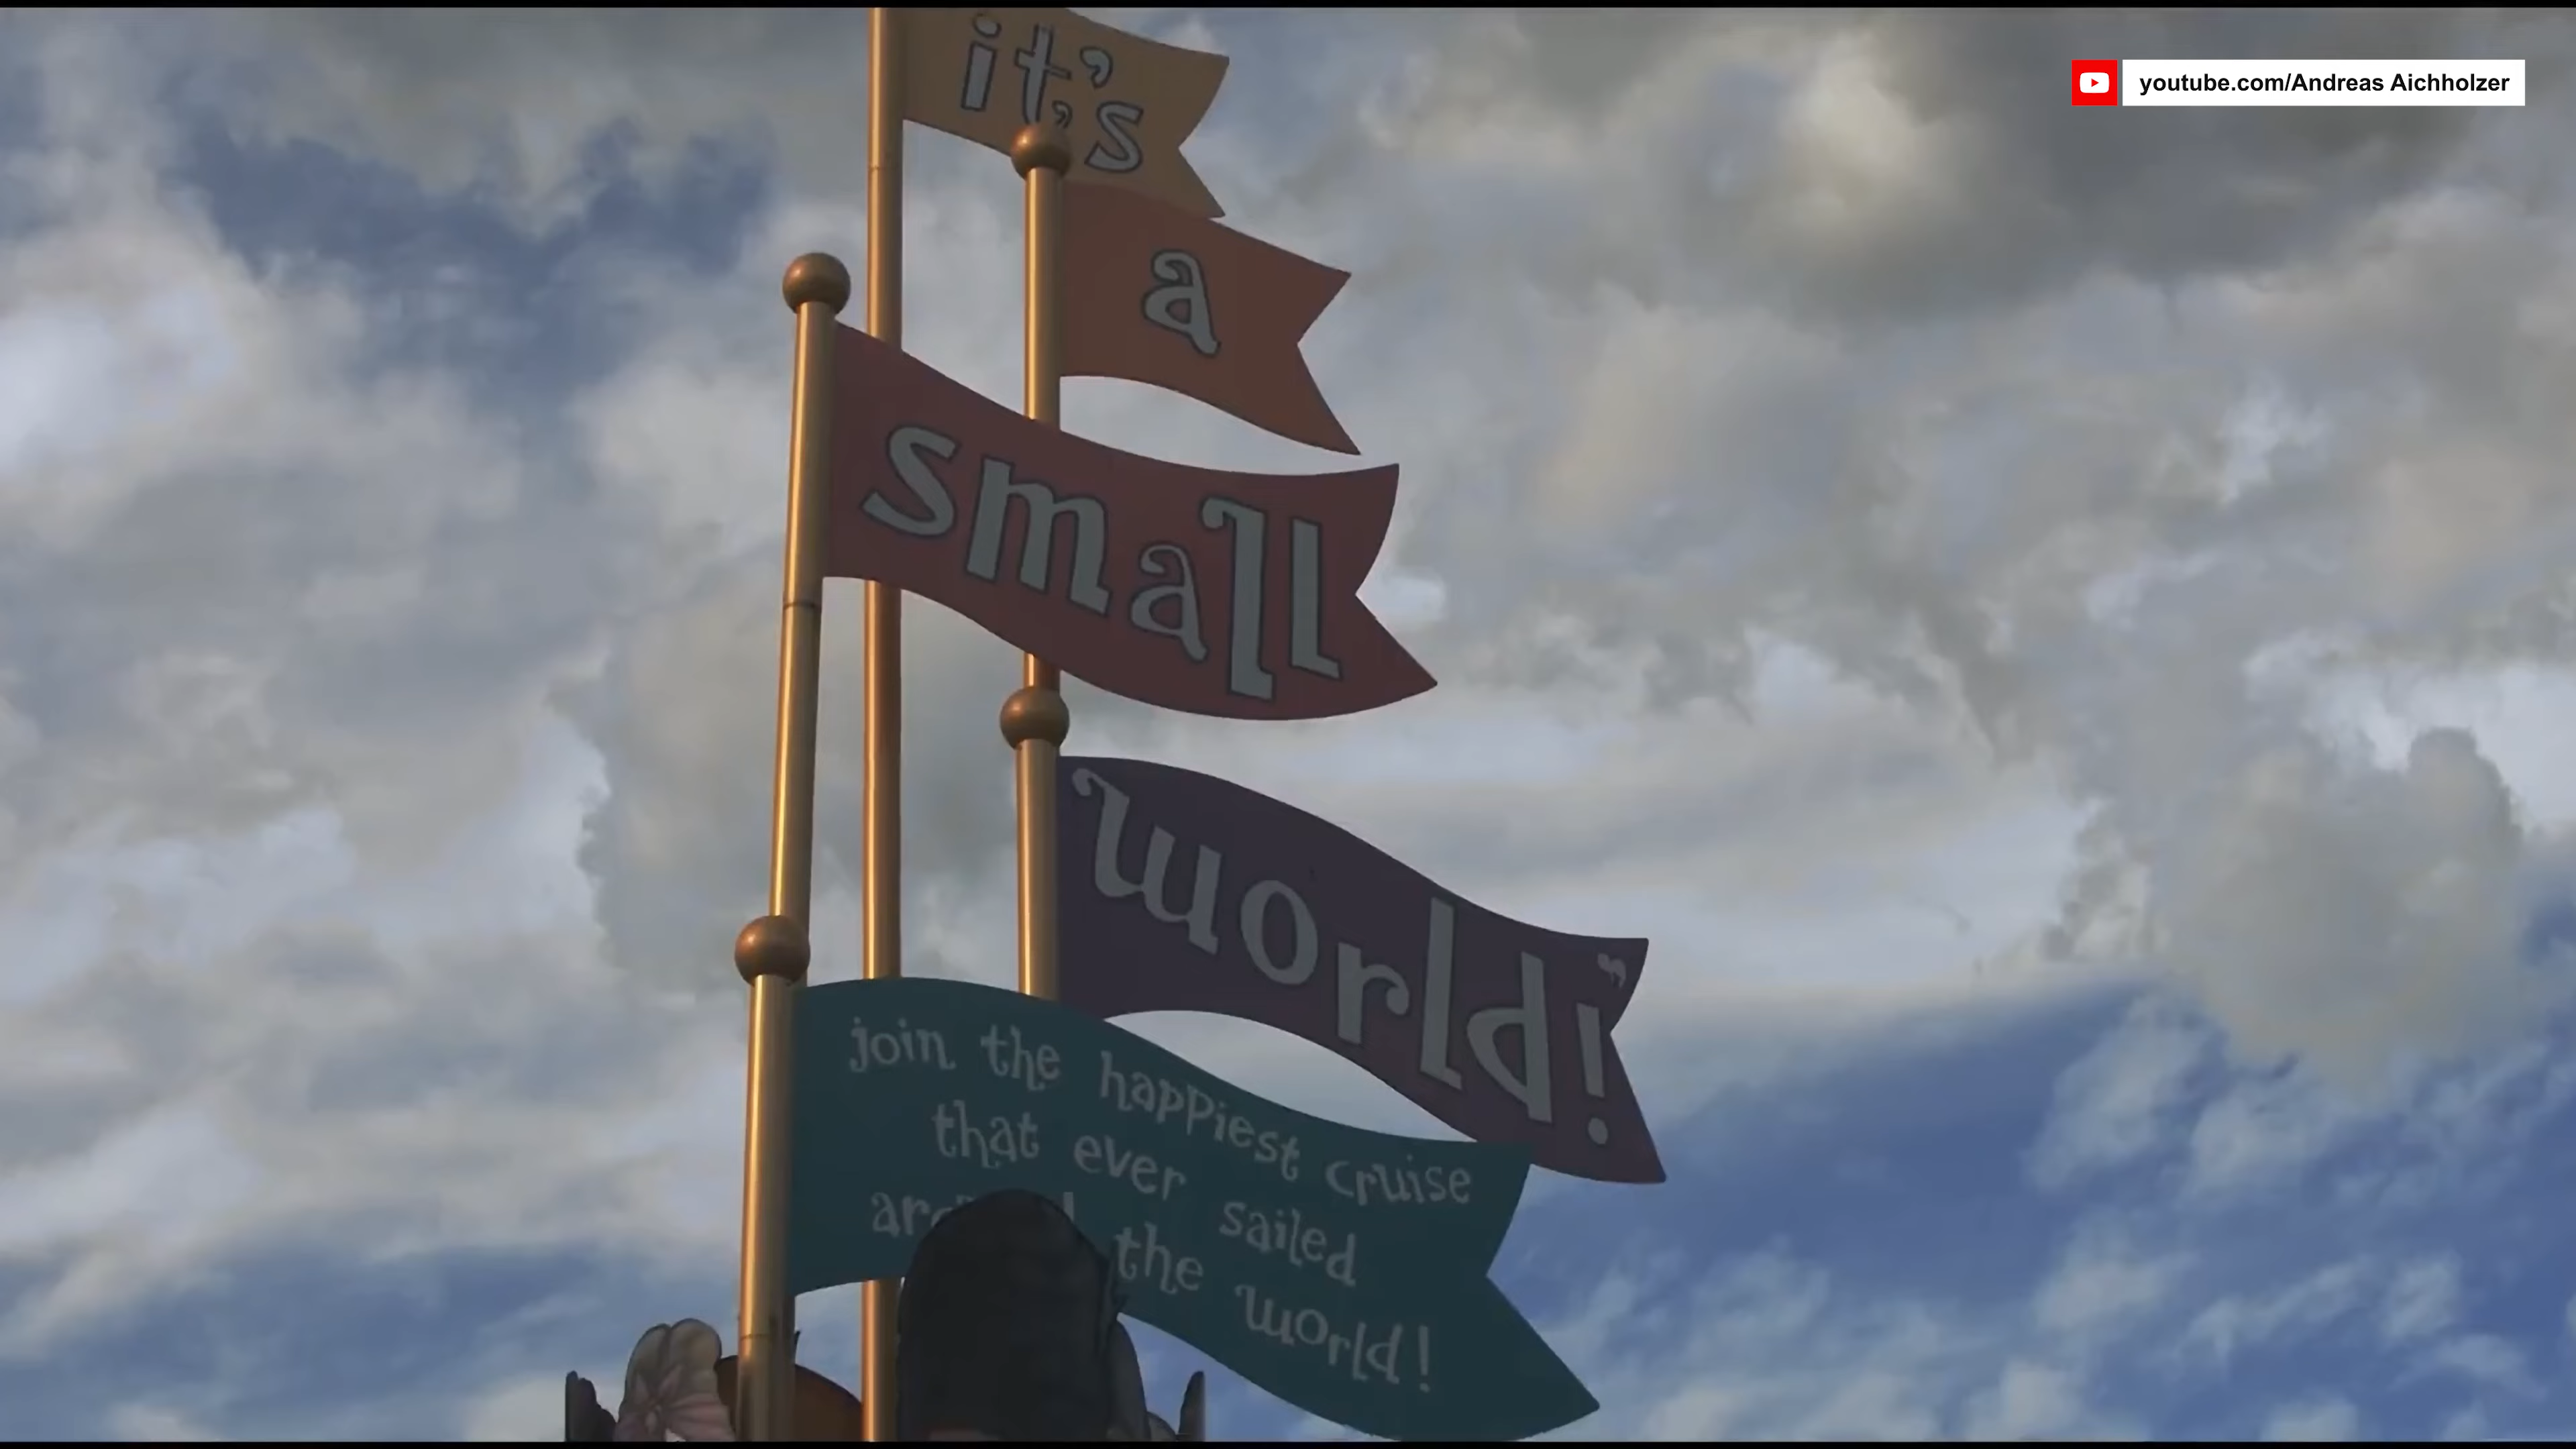 youtube.com/Andreas Aichholzer
it's
a
small
world!"
join the happiest cruise
that ever sailed
the world!